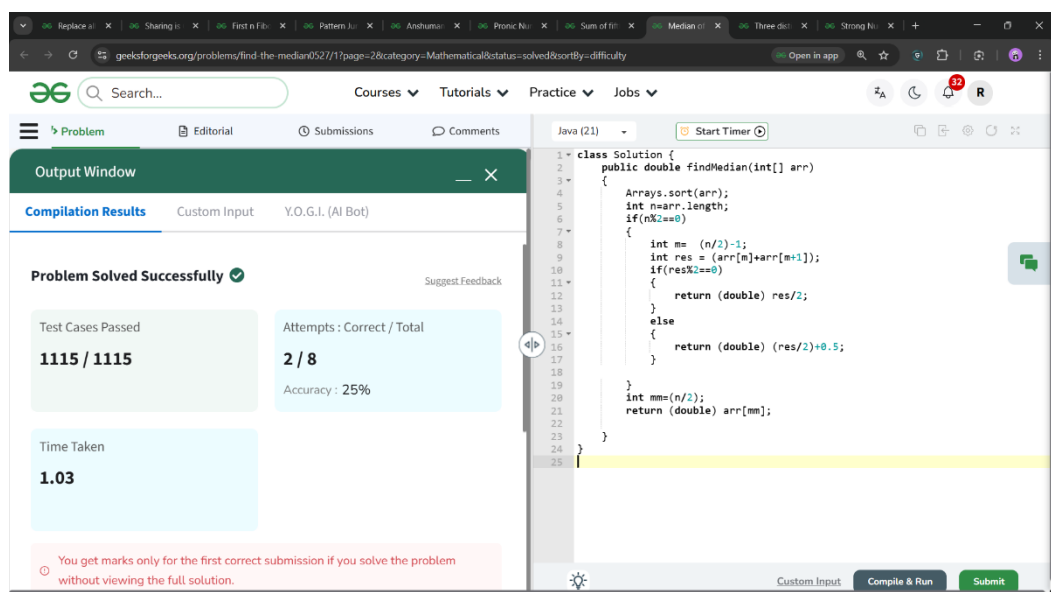 Replace al
Sharing is
First n Fib
Pattern Ju
Anshuman
Pronic Nu
Sum of fif
Median of
Three dist
Strong Nu
geeksforgeeks.org/problems/find-the-median0527/1?page=2&category=Mathematical&status=solved&sortBy=difficulty
Open in app
Search...
Courses
Tutorials
Practice
Jobs
32
R
Problem
Editorial
Submissions
Comments
Java (21)
Start Timer
Output Window
Compilation Results
Custom Input
Y.O.G.I. (AI Bot)
Problem Solved Successfully
Suggest Feedback
Test Cases Passed
1115 / 1115
Attempts : Correct / Total
2 / 8
Accuracy : 25%
Time Taken
1.03
You get marks only for the first correct submission if you solve the problem
without viewing the full solution.
1 class Solution {
2 public double findMedian(int[] arr)
3 {
4 Arrays.sort(arr);
5 int n=arr.length;
6 if(n%2==0)
7 {
8 int m= (n/2)-1;
9 int res = (arr[m]+arr[m+1]);
10 if(res%2==0)
11 {
12 return (double) res/2;
13 }
14 else
15 {
16 return (double) (res/2)+0.5;
17 }
18
19 }
20 int mm=(n/2);
21 return (double) arr[mm];
22
23 }
24 }
25
Custom Input
Compile & Run
Submit